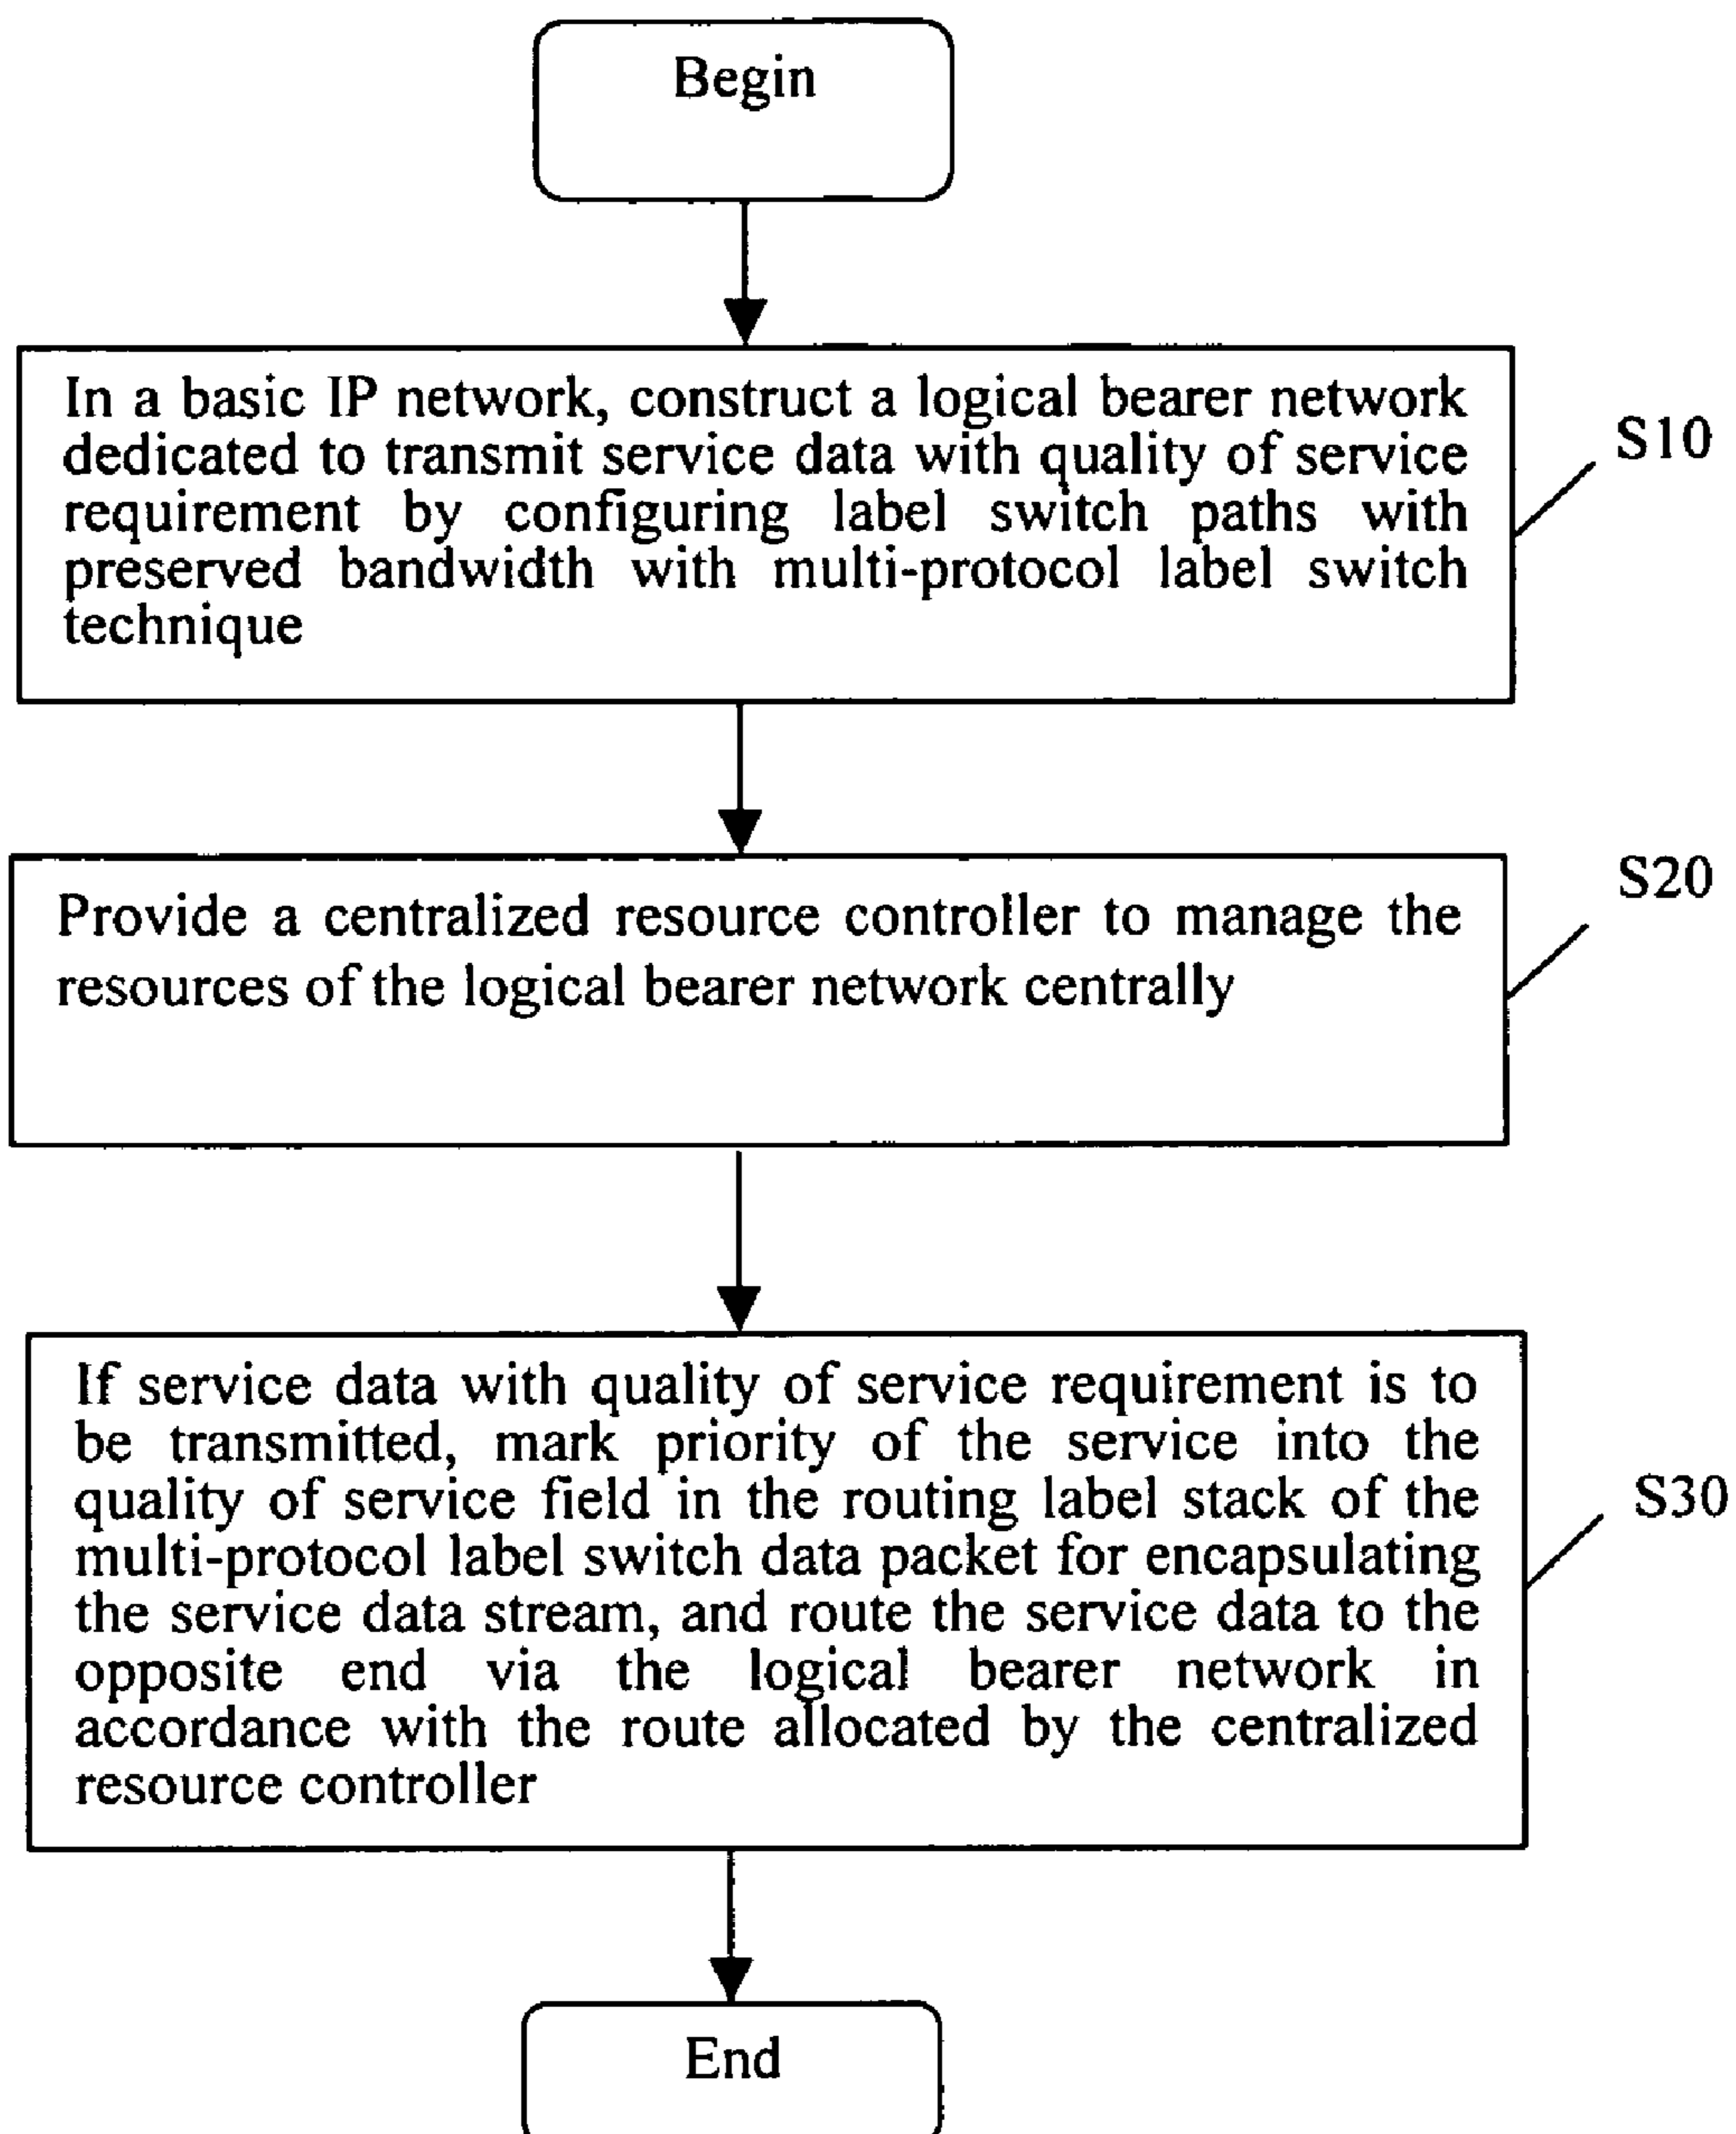 Begin
In a basic IP network, construct a logical bearer network
dedicated to transmit service data with quality of service
requirement by configuring label switch paths with
preserved bandwidth with multi-protocol label switch
technique
S10
Provide a centralized resource controller to manage the
resources of the logical bearer network centrally
S20
If service data with quality of service requirement is to
be transmitted, mark priority of the service into the
quality of service field in the routing label stack of the
multi-protocol label switch data packet for encapsulating
the service data stream, and route the service data to the
opposite end via the logical bearer network in
accordance with the route allocated by the centralized
resource controller
S30
End